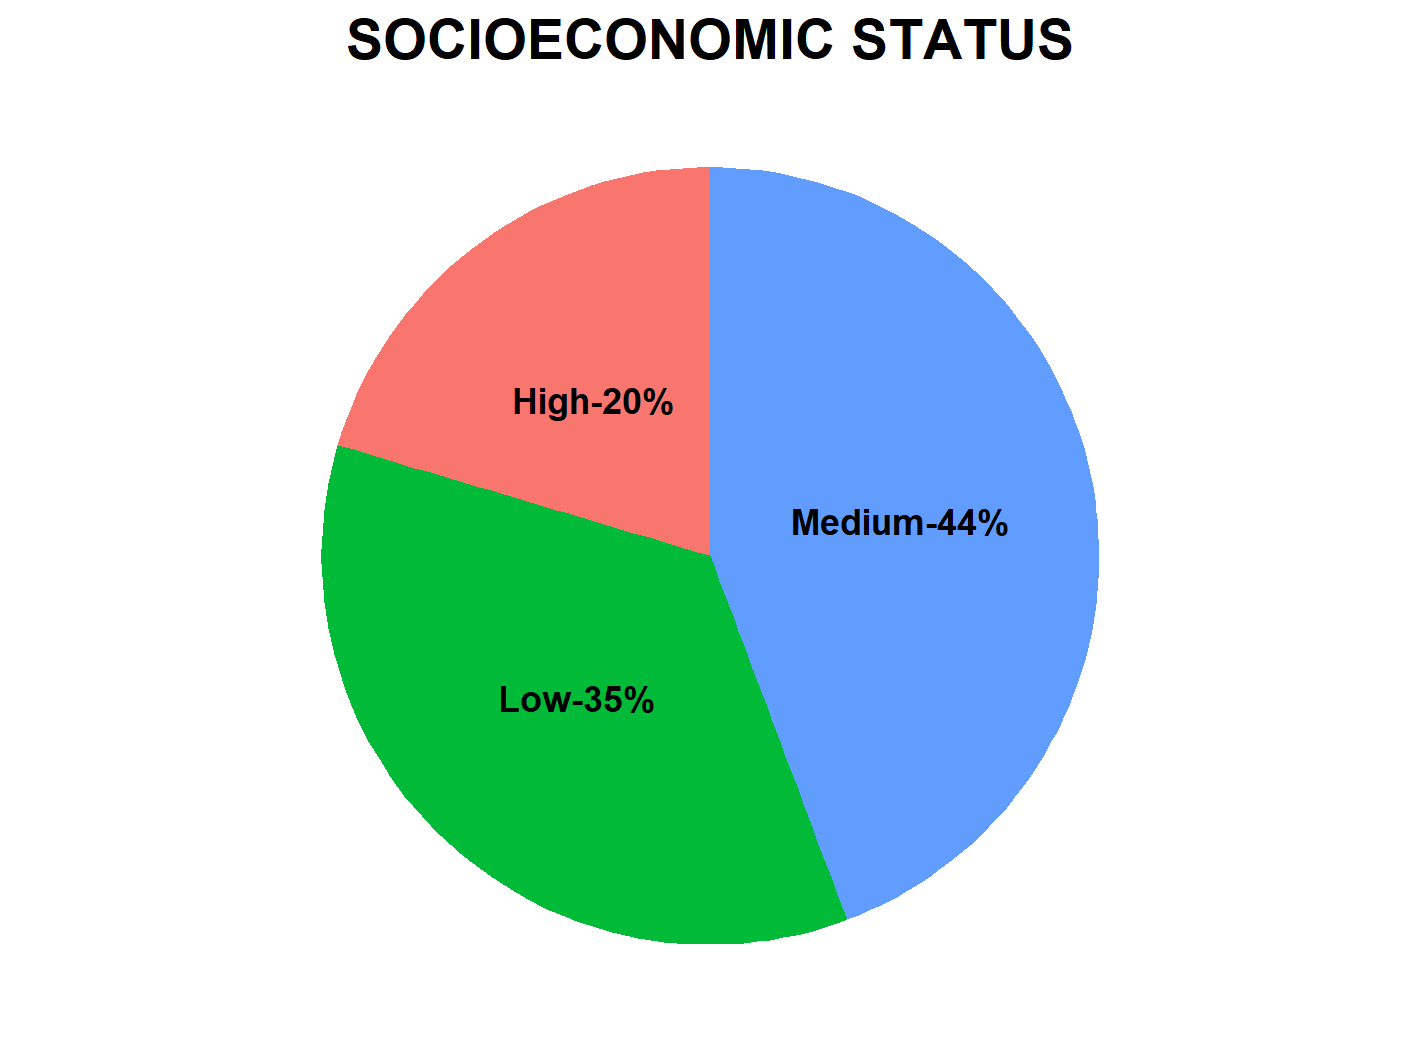 SOCIOECONOMIC STATUS
High-20%
Medium-44%
Low-35%